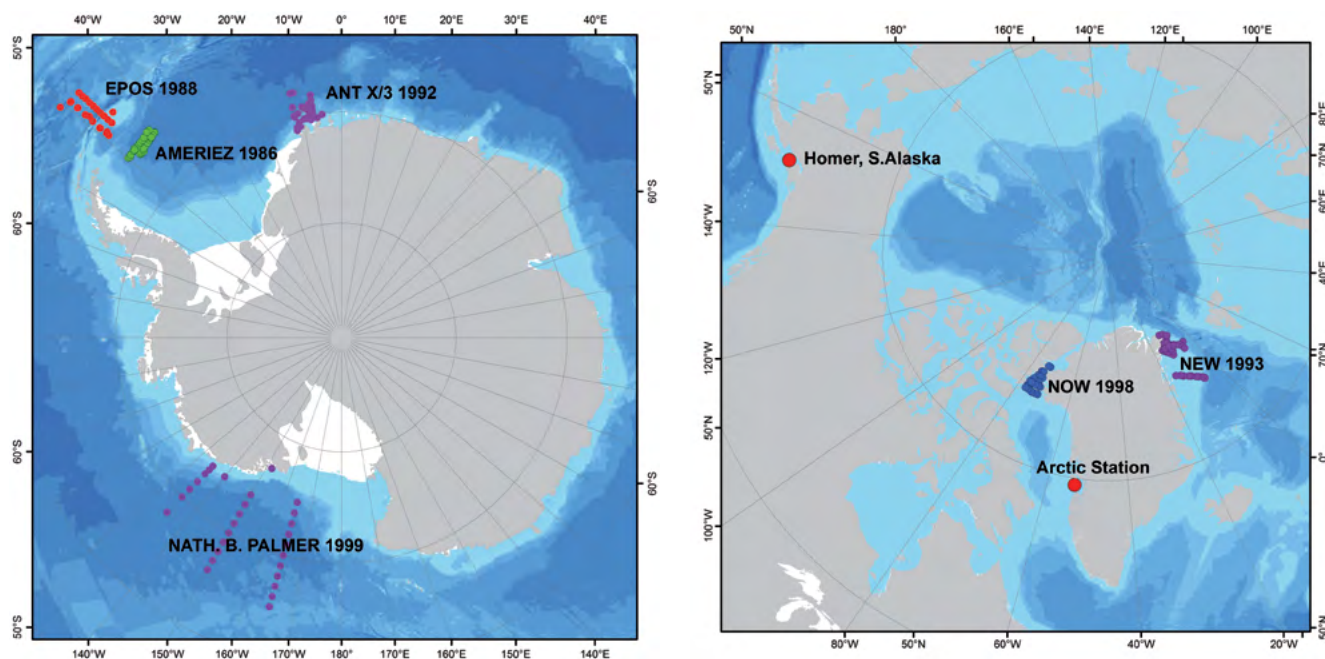 40°W 30°W 20°W 10°W 0° 10°E 20°E 30°E 40°E
50°S
EPOS 1988
ANT X/3 1992
AMERIEZ 1986
60°S
60°S
60°S
60°S
NATH. B. PALMER 1999
50°S
140°W 150°W 160°W 170°W 180° 170°E 160°E 150°E 140°E
50°N 180° 140°E 120°E 100°E
50°N
80°E
70°N
Homer, S.Alaska
140°W
60°E
40°E
120°W
NEW 1993
NOW 1998
50°N
0°
Arctic Station
100°W
80°W 50°N 60°W 40°W 20°W